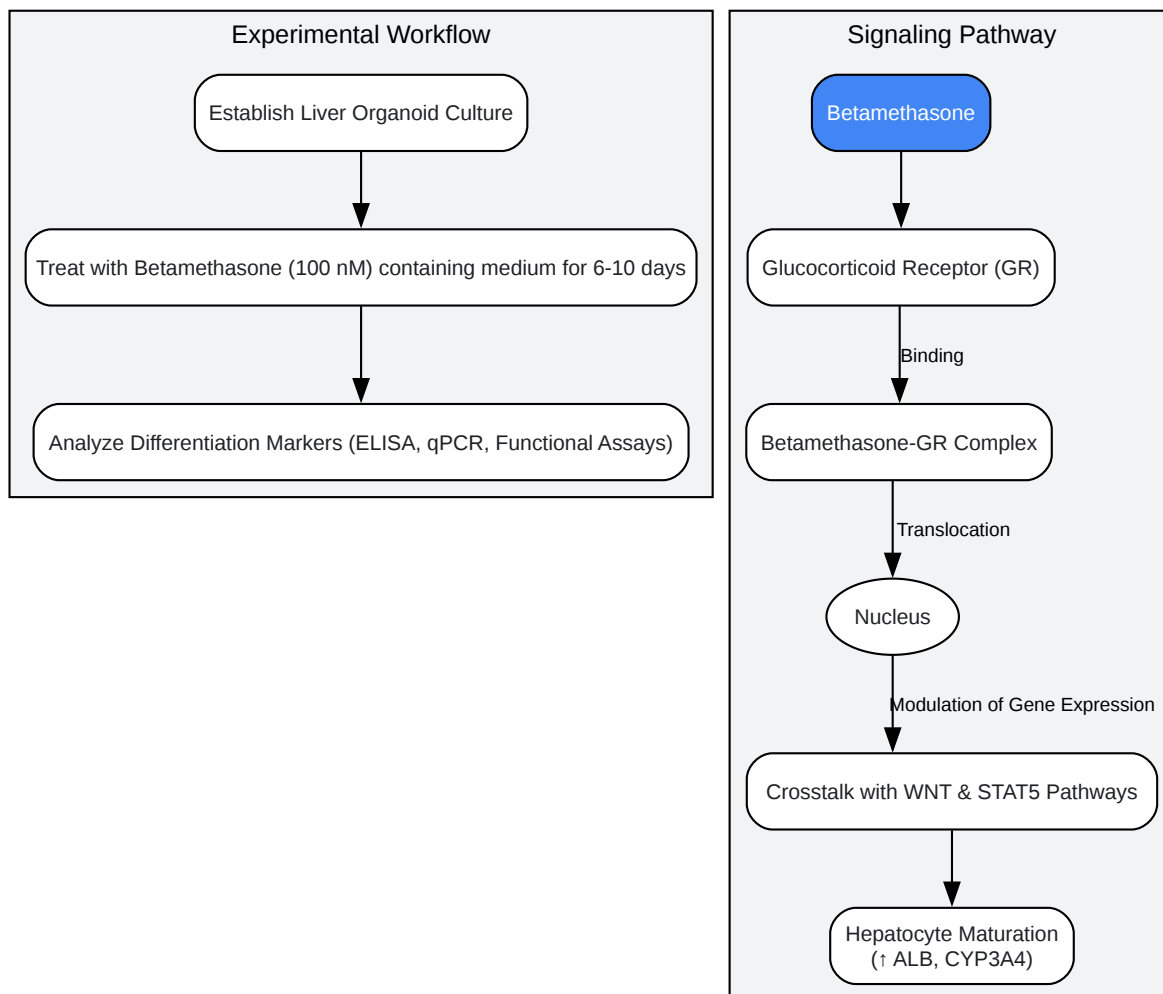 Experimental Workflow
Establish Liver Organoid Culture
Treat with Betamethasone (100 nM) containing medium for 6-10 days
Analyze Differentiation Markers (ELISA, qPCR, Functional Assays)
Signaling Pathway
Betamethasone
Glucocorticoid Receptor (GR)
Binding
Betamethasone-GR Complex
Translocation
Nucleus
Modulation of Gene Expression
Crosstalk with WNT & STAT5 Pathways
Hepatocyte Maturation
(↑ ALB, CYP3A4)